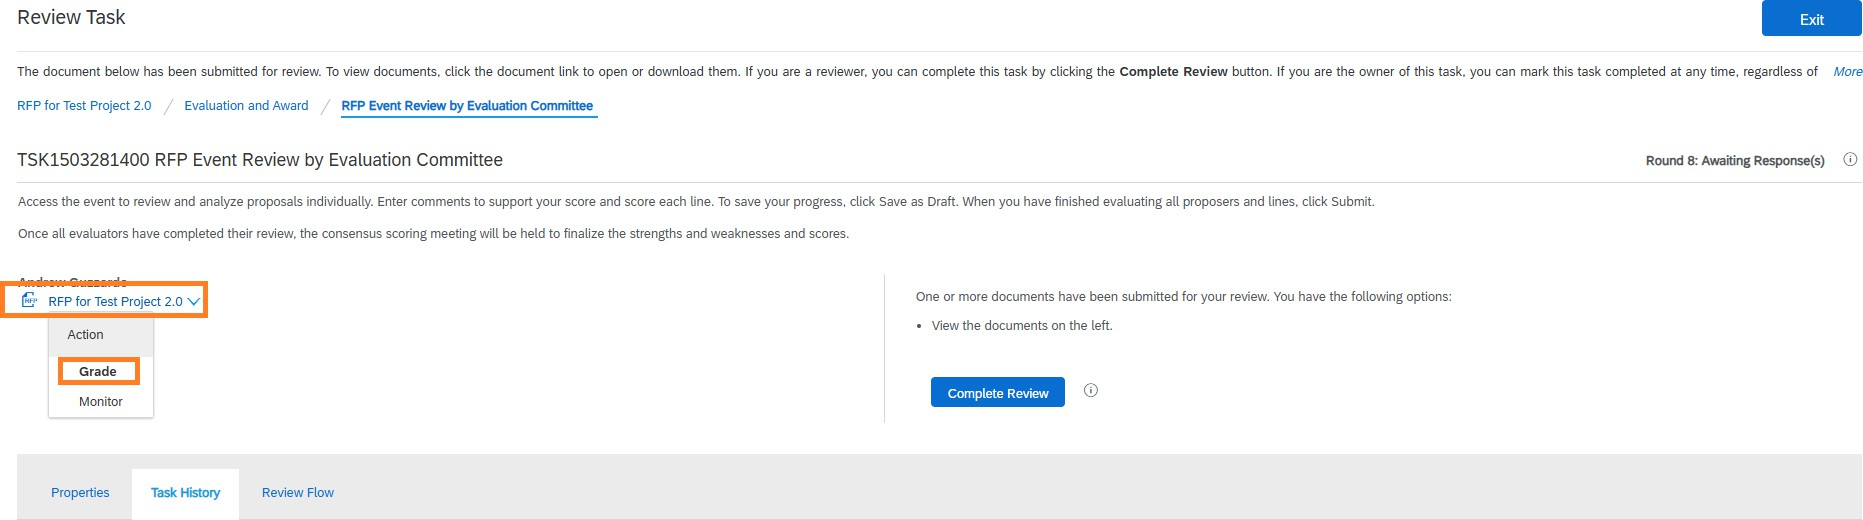 Review Task
Exit
The document below has been submitted for review. To view documents, click the document link to open or download them. If you are a reviewer, you can complete this task by clicking the Complete Review button. If you are the owner of this task, you can mark this task completed at any time, regardless of More
RFP for Test Project 2.0 / Evaluation and Award / RFP Event Review by Evaluation Committee
TSK1503281400 RFP Event Review by Evaluation Committee
Round 8: Awaiting Response(s)
Access the event to review and analyze proposals individually. Enter comments to support your score and score each line. To save your progress, click Save as Draft. When you have finished evaluating all proposers and lines, click Submit.
Once all evaluators have completed their review, the consensus scoring meeting will be held to finalize the strengths and weaknesses and scores.
Andrew Guzzardo
RFP RFP for Test Project 2.0
Action
Grade
Monitor
One or more documents have been submitted for your review. You have the following options:
• View the documents on the left.
Complete Review
Properties
Task History
Review Flow